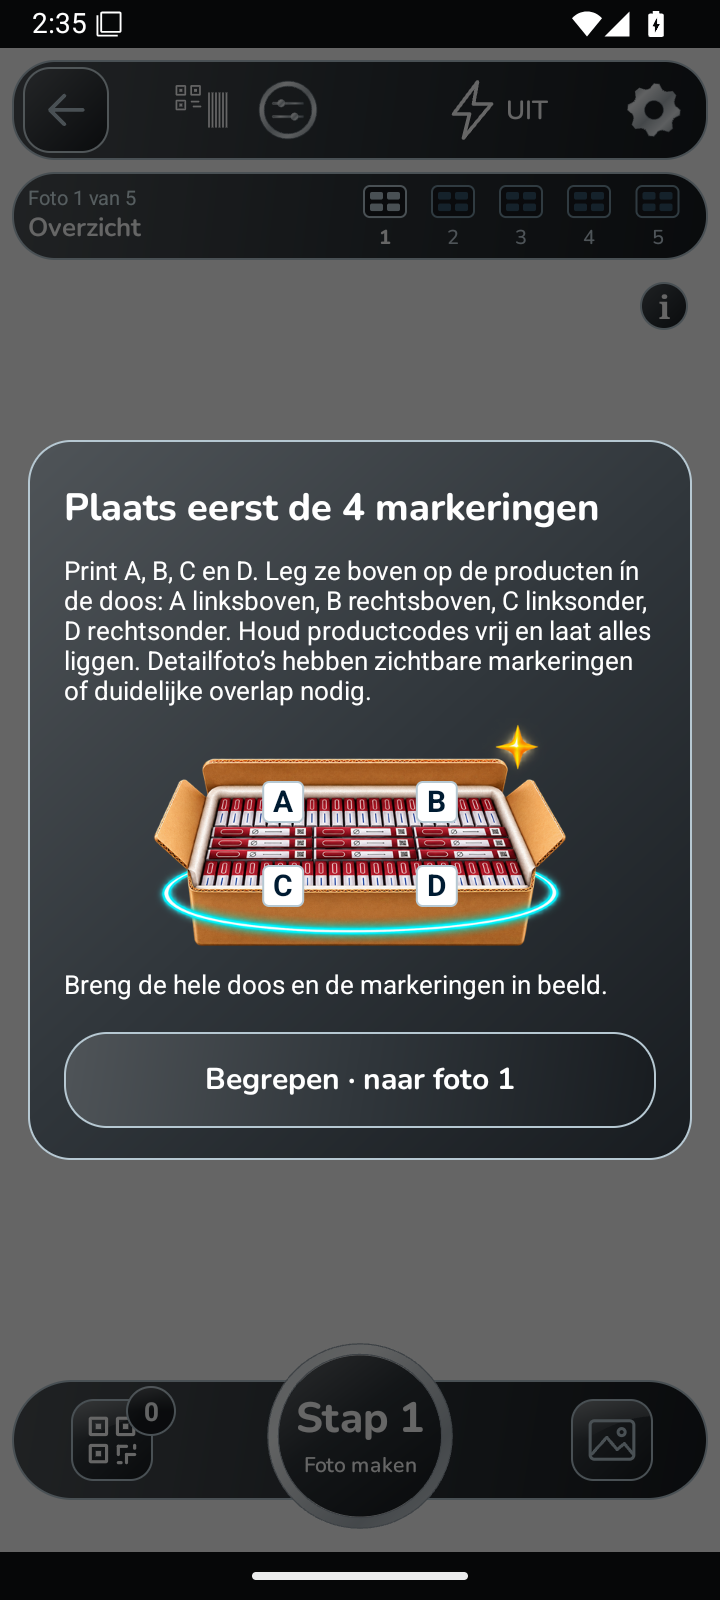 2:35
UIT
Foto 1 van 5
Overzicht
1 2 3 4 5
i
Plaats eerst de 4 markeringen
Print A, B, C en D. Leg ze boven op de producten ín
de doos: A linksboven, B rechtsboven, C linksonder,
D rechtsonder. Houd productcodes vrij en laat alles
liggen. Detailfoto’s hebben zichtbare markeringen
of duidelijke overlap nodig.
A B
C D
Breng de hele doos en de markeringen in beeld.
Begrepen · naar foto 1
0
Stap 1
Foto maken